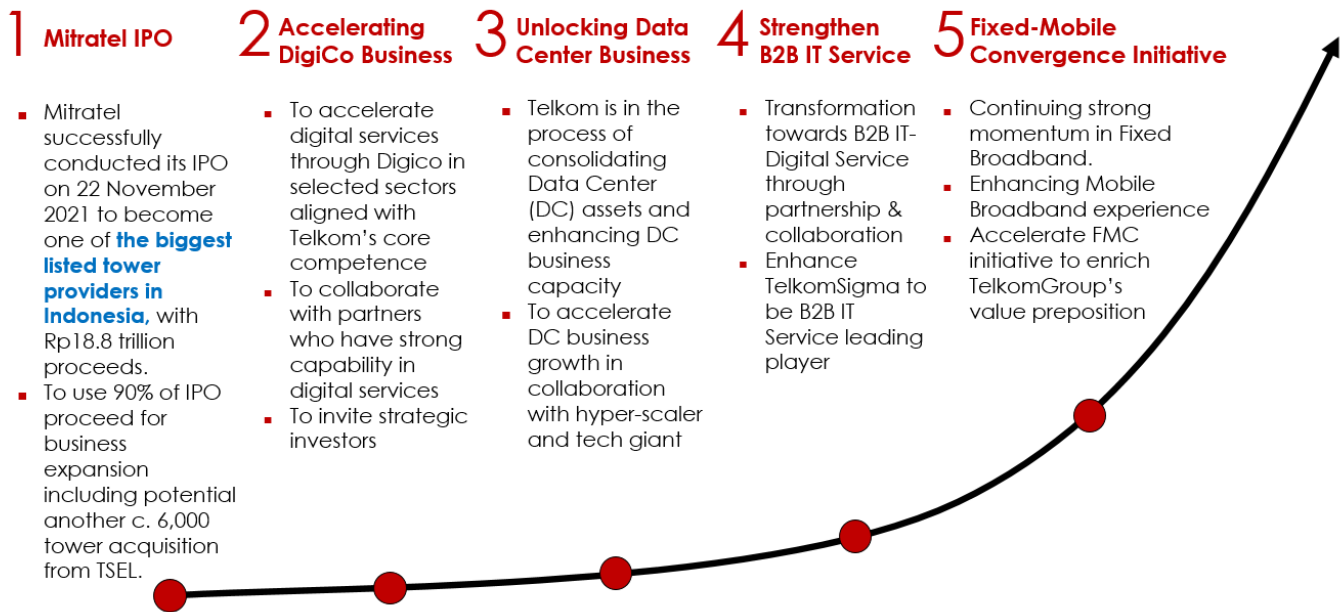 1 Mitratel IPO
▪ Mitratel
successfully
conducted its IPO
on 22 November
2021 to become
one of the biggest
listed tower
providers in
Indonesia, with
Rp18.8 trillion
proceeds.
▪ To use 90% of IPO
proceed for
business
expansion
including potential
another c. 6,000
tower acquisition
from TSEL.
2 Accelerating
DigiCo Business
▪ To accelerate
digital services
through Digico in
selected sectors
aligned with
Telkom's core
competence
▪ To collaborate
with partners
who have strong
capability in
digital services
▪ To invite strategic
investors
3 Unlocking Data
Center Business
▪ Telkom is in the
process of
consolidating
Data Center
(DC) assets and
enhancing DC
business
capacity
▪ To accelerate
DC business
growth in
collaboration
with hyper-scaler
and tech giant
4 Strengthen
B2B IT Service
▪ Transformation
towards B2B IT-
Digital Service
through
partnership &
collaboration
▪ Enhance
TelkomSigma to
be B2B IT
Service leading
player
5 Fixed-Mobile
Convergence Initiative
▪ Continuing strong
momentum in Fixed
Broadband.
▪ Enhancing Mobile
Broadband experience
▪ Accelerate FMC
initiative to enrich
TelkomGroup's
value preposition